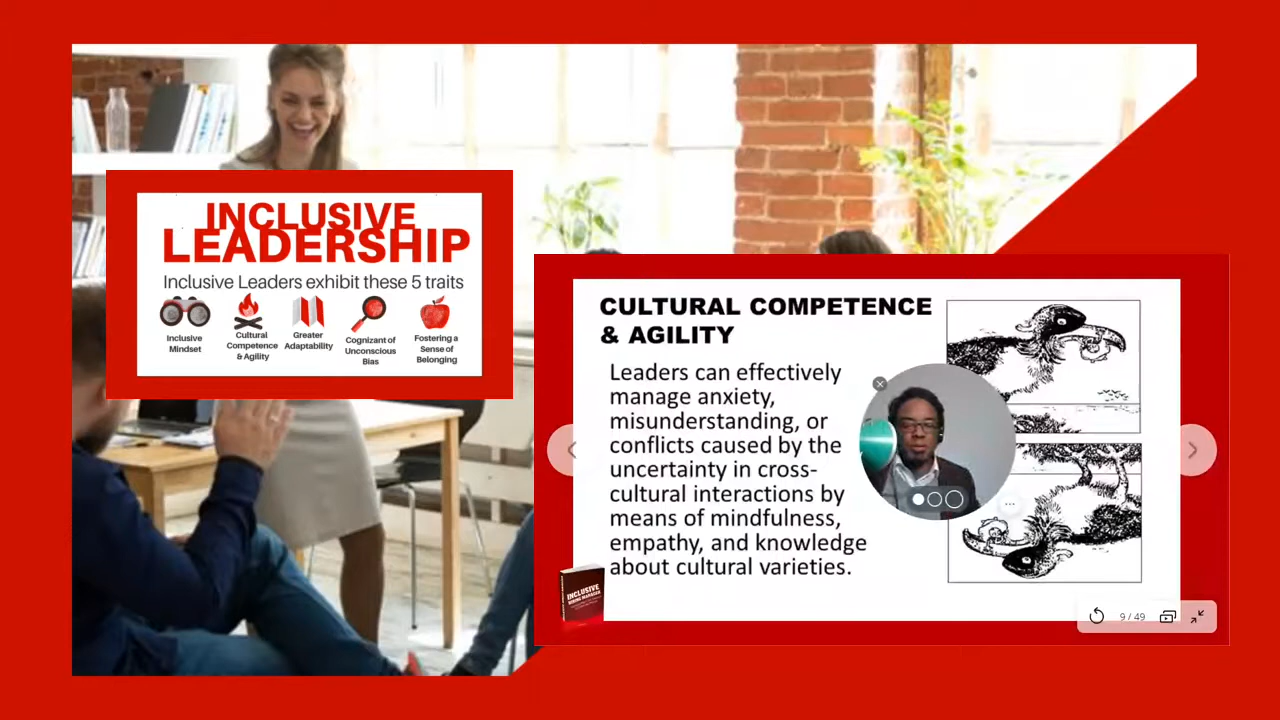 INCLUSIVE
LEADERSHIP
Inclusive Leaders exhibit these 5 traits
Inclusive
Mindset
Cultural
Competence
& Agility
Greater
Adaptability
Cognizant of
Unconscious
Bias
Fostering a
Sense of
Belonging
CULTURAL COMPETENCE
& AGILITY
Leaders can effectively
manage anxiety,
misunderstanding, or
conflicts caused by the
uncertainty in cross-
cultural interactions by
means of mindfulness,
empathy, and knowledge
about cultural varieties.
INCLUSIVE
HIRING MANAGER
9 / 49